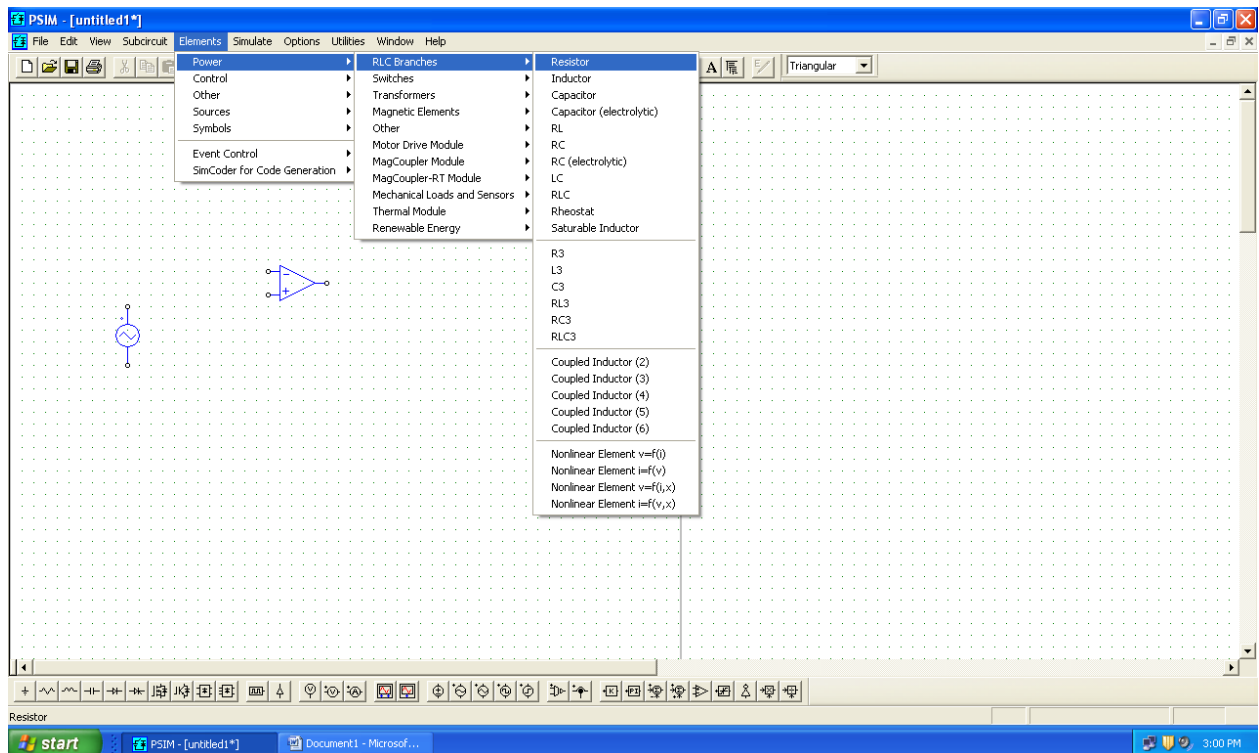 PSIM - [untitled1*]
File Edit View Subcircuit Elements Simulate Options Utilities Window Help
A Triangular
Power
Control
Other
Sources
Symbols
Event Control
SimCoder for Code Generation
RLC Branches
Switches
Transformers
Magnetic Elements
Other
Motor Drive Module
MagCoupler Module
MagCoupler-RT Module
Mechanical Loads and Sensors
Thermal Module
Renewable Energy
Resistor
Inductor
Capacitor
Capacitor (electrolytic)
RL
RC
RC (electrolytic)
LC
RLC
Rheostat
Saturable Inductor
R3
L3
C3
RL3
RC3
RLC3
Coupled Inductor (2)
Coupled Inductor (3)
Coupled Inductor (4)
Coupled Inductor (5)
Coupled Inductor (6)
Nonlinear Element v=f(i)
Nonlinear Element i=f(v)
Nonlinear Element v=f(i,x)
Nonlinear Element i=f(v,x)
Resistor
start PSIM - [untitled1*] Document1 - Microsof... 3:00 PM